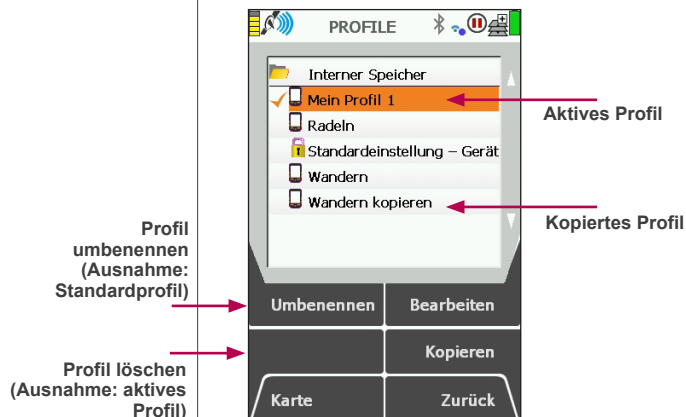 PROFILE
Interner Speicher
Mein Profil 1
Aktives Profil
Radeln
Standardeinstellung – Gerät
Wandern
Wandern kopieren
Kopiertes Profil
Profil
umbenennen
(Ausnahme:
Standardprofil)
Umbenennen
Bearbeiten
Profil löschen
(Ausnahme: aktives
Profil)
Kopieren
Karte
Zurück